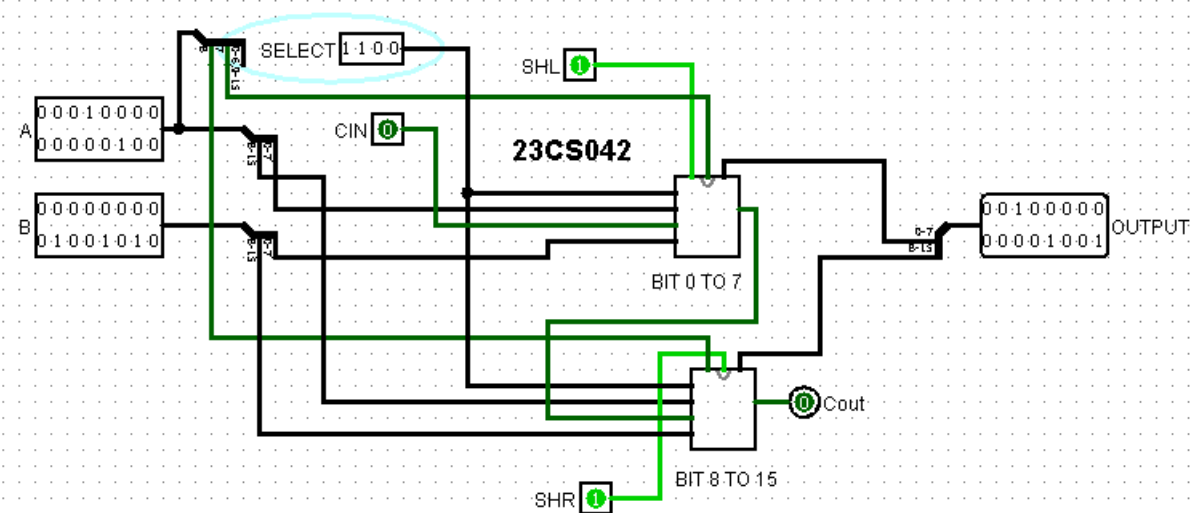 SELECT 1 1 0 0
SHL 1
A
0 0 0 1 0 0 0 0
0 0 0 0 0 1 0 0
CIN 0
23CS042
B
0 0 0 0 0 0 0 0
0 1 0 0 1 0 1 0
0 0 1 0 0 0 0 0
0 0 0 0 1 0 0 1
OUTPUT
0-7
8-15
BIT 0 TO 7
0 Cout
BIT 8 TO 15
SHR 1